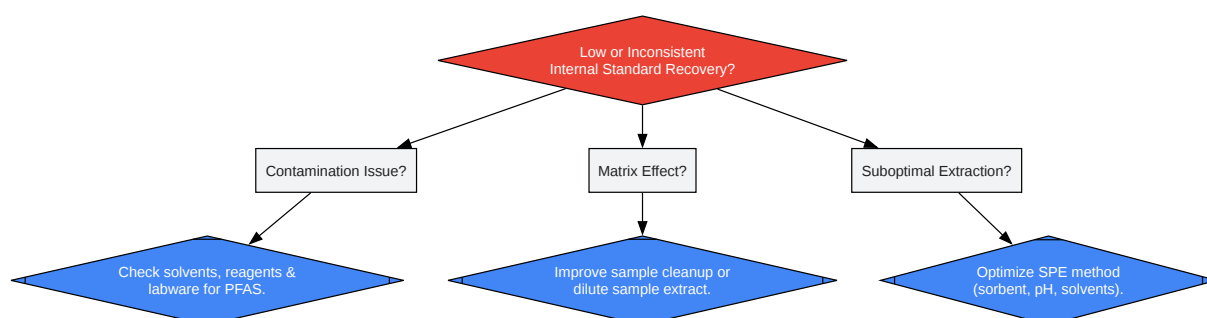 Low or Inconsistent
Internal Standard Recovery?
Contamination Issue?
Matrix Effect?
Suboptimal Extraction?
Check solvents, reagents &
labware for PFAS.
Improve sample cleanup or
dilute sample extract.
Optimize SPE method
(sorbent, pH, solvents).